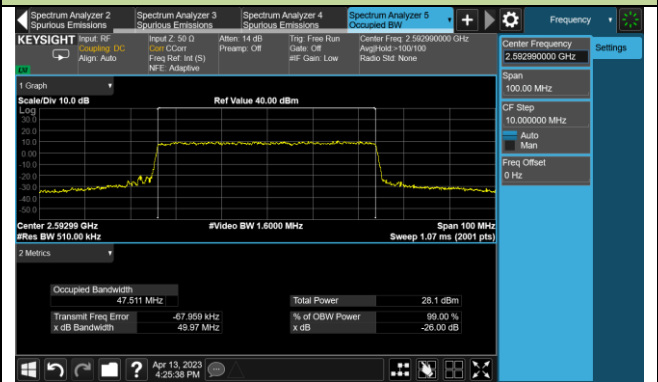 Spectrum Analyzer 2
Spurious Emissions
Spectrum Analyzer 3
Spurious Emissions
Spectrum Analyzer 4
Spurious Emissions
Spectrum Analyzer 5
Occupied BW
+
Frequency
KEYSIGHT
Input: RF
Coupling: DC
Align: Auto
Input Z: 50 Ω
Corr CCorr
Freq Ref: Int (S)
NFE: Adaptive
Atten: 14 dB
Preamp: Off
Trig: Free Run
Gate: Off
#IF Gain: Low
Center Freq: 2.592990000 GHz
Avg|Hold:>100/100
Radio Std: None
Center Frequency
2.592990000 GHz
Settings
Span
100.00 MHz
CF Step
10.000000 MHz
Auto
Man
Freq Offset
0 Hz
1 Graph
Scale/Div 10.0 dB
Ref Value 40.00 dBm
Log
30.0
20.0
10.0
0.00
-10.0
-20.0
-30.0
-40.0
-50.0
Center 2.59299 GHz
#Video BW 1.6000 MHz
Span 100 MHz
#Res BW 510.00 kHz
Sweep 1.07 ms (2001 pts)
2 Metrics
Occupied Bandwidth
47.511 MHz
Total Power
28.1 dBm
Transmit Freq Error
-67.959 kHz
% of OBW Power
99.00 %
x dB Bandwidth
49.97 MHz
x dB
-26.00 dB
?
Apr 13, 2023
4:25:38 PM